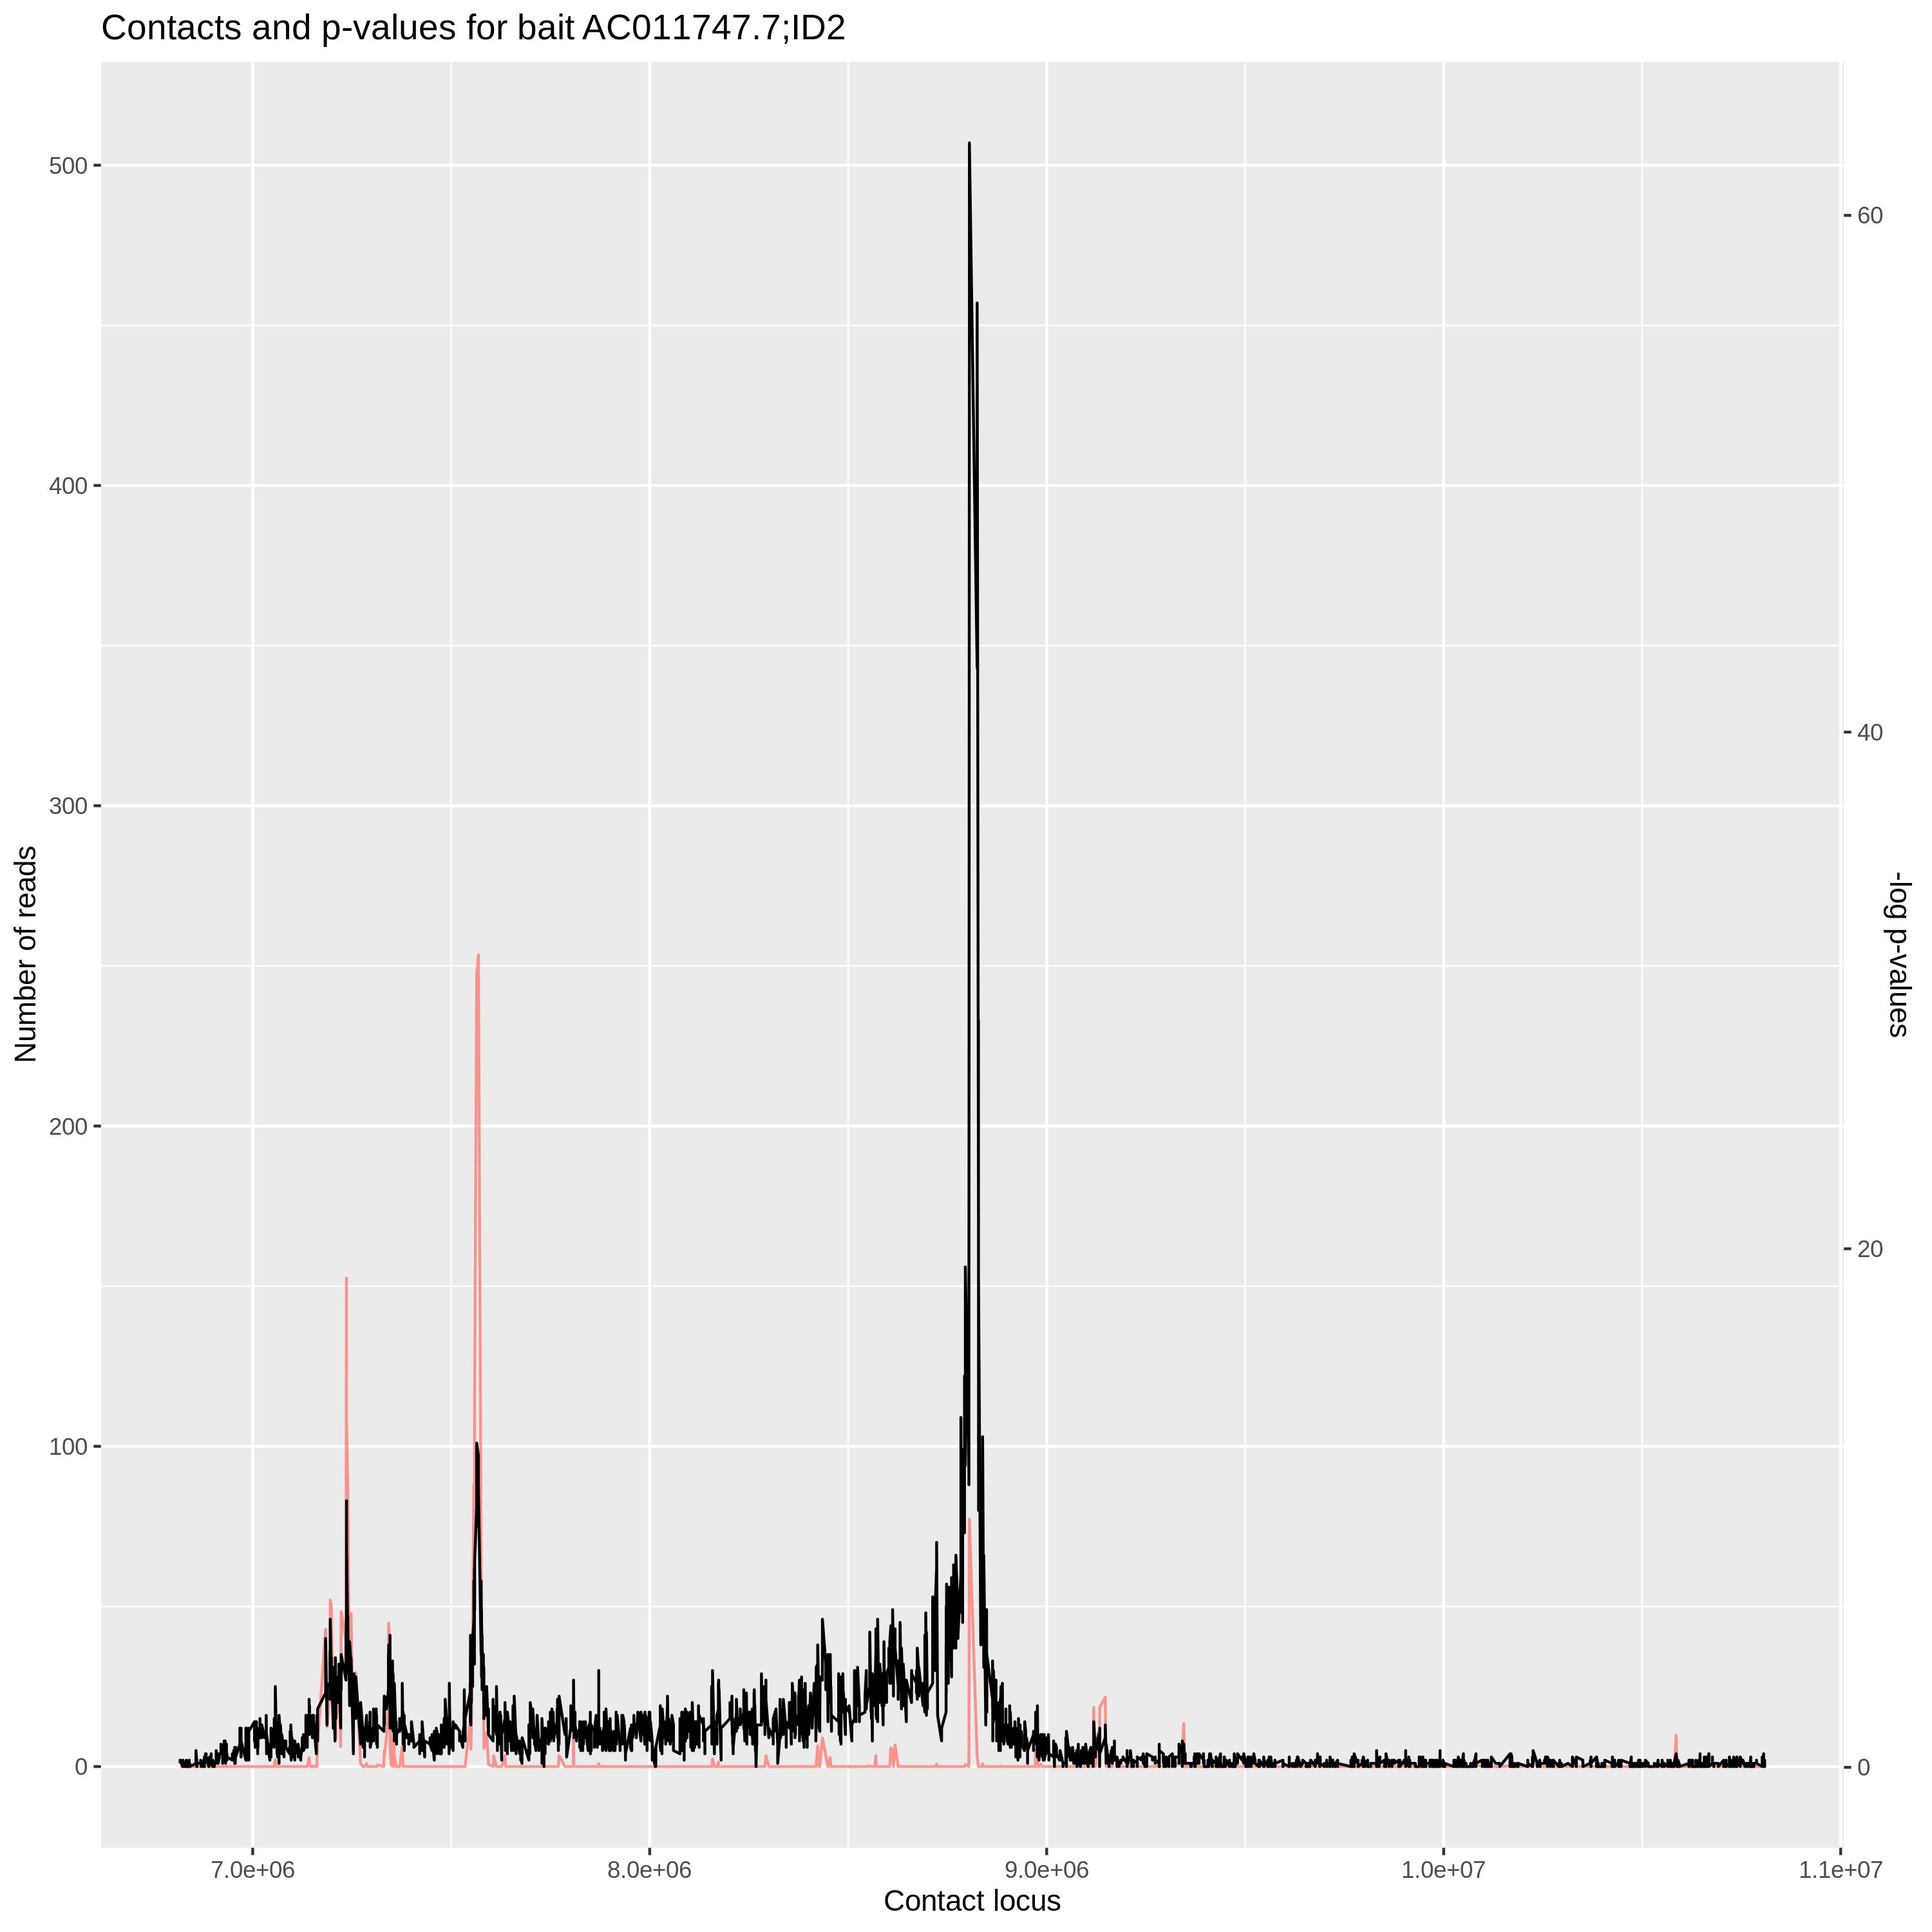 Contacts and p-values for bait AC011747.7;ID2
500
400
300
200
100
0
Number of reads
60
40
20
0
-log p-values
7.0e+06
8.0e+06
9.0e+06
1.0e+07
1.1e+07
Contact locus